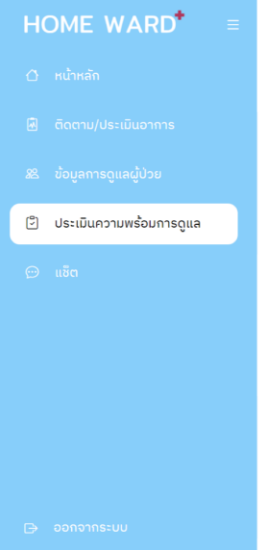 HOME WARD+
หน้าหลัก
ติดตาม/ประเมินอาการ
ข้อมูลการดูแลผู้ป่วย
ประเมินความพร้อมการดูแล
แช็ต
ออกจากระบบ